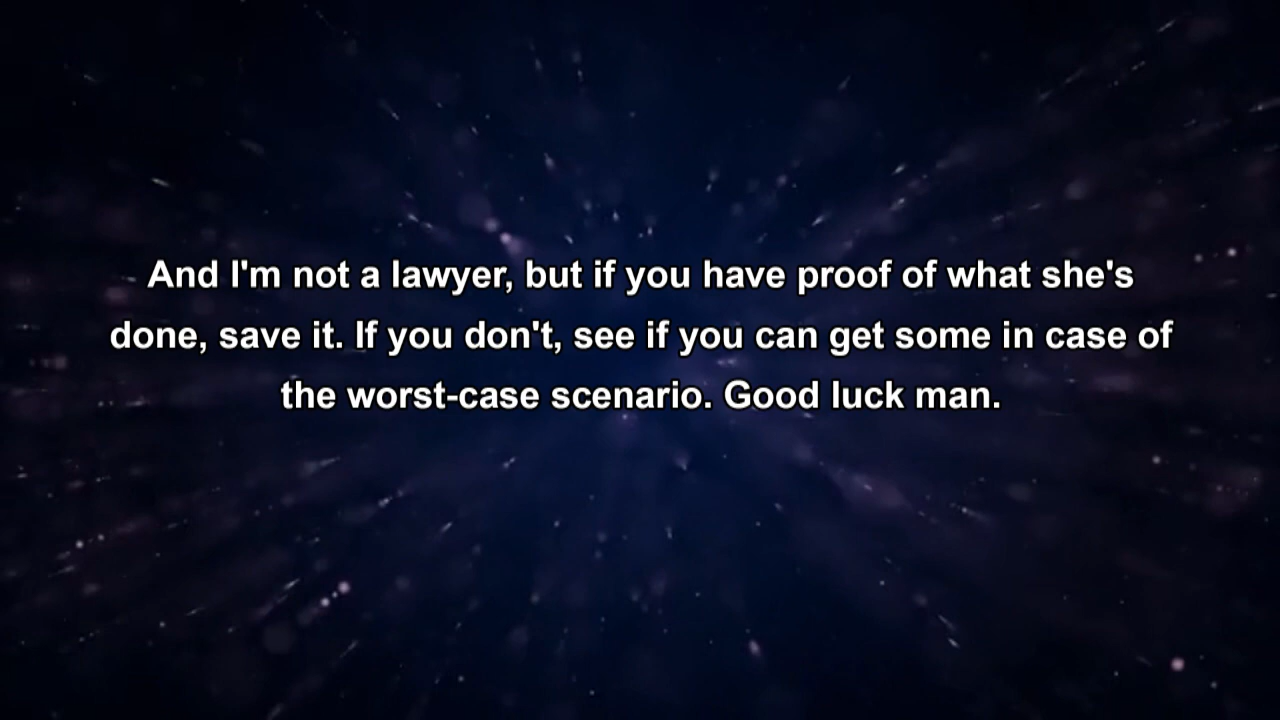 And I'm not a lawyer, but if you have proof of what she's
done, save it. If you don't, see if you can get some in case of
the worst-case scenario. Good luck man.